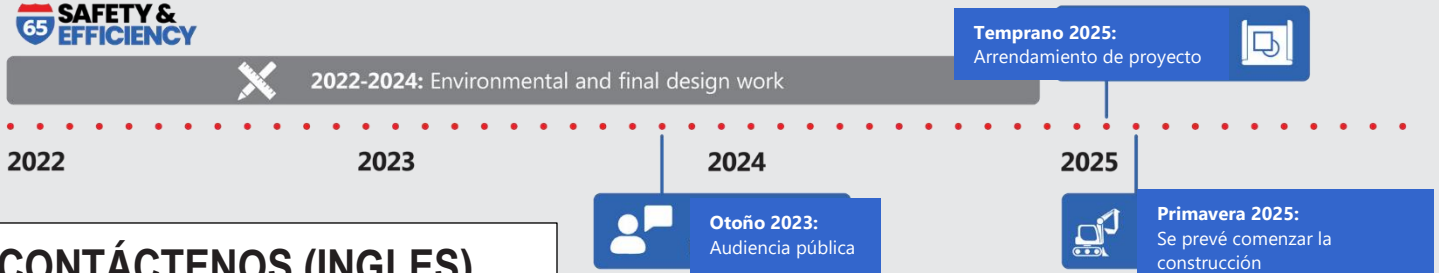 65 SAFETY &
EFFICIENCY
Temprano 2025:
Arrendamiento de proyecto
2022-2024: Environmental and final design work
2022 2023 2024 2025
Otoño 2023:
Audiencia pública
Primavera 2025:
Se prevé comenzar la
construcción
CONTÁCTENOS (INGLES)